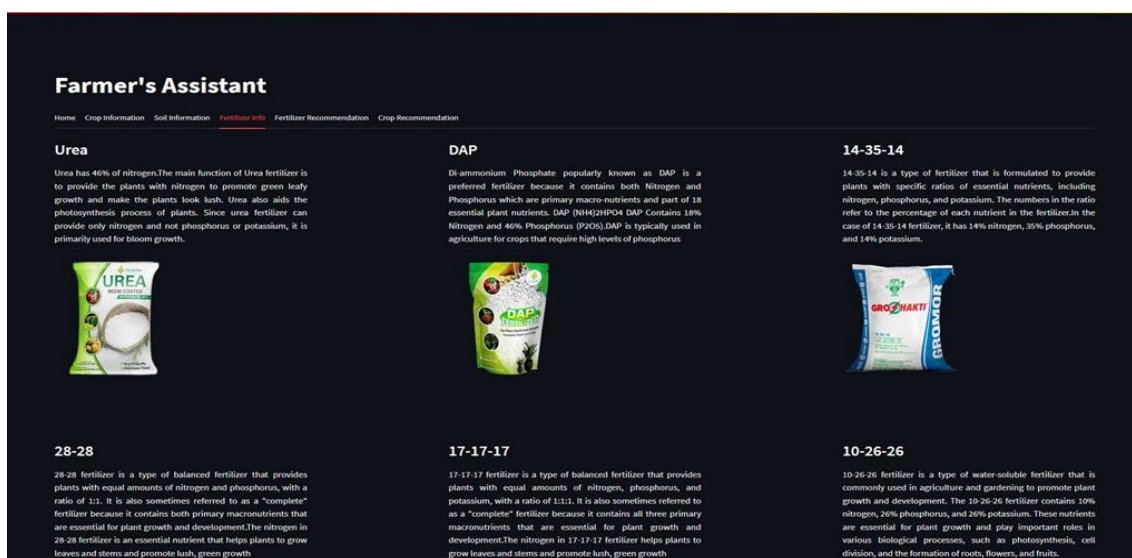 Farmer's Assistant
Home Crop Information Soil Information Fertilizer Info Fertilizer Recommendation Crop Recommendation
Urea
Urea has 46% of nitrogen.The main function of Urea fertilizer is
to provide the plants with nitrogen to promote green leafy
growth and make the plants look lush. Urea also aids the
photosynthesis process of plants. Since urea fertilizer can
provide only nitrogen and not phosphorus or potassium, it is
primarily used for bloom growth.
UREA
NEEM COATED
DAP
Di-ammonium Phosphate popularly known as DAP is a
preferred fertilizer because it contains both Nitrogen and
Phosphorus which are primary macro-nutrients and part of 18
essential plant nutrients. DAP (NH4)2HPO4 DAP Contains 18%
Nitrogen and 46% Phosphorus (P2O5).DAP is typically used in
agriculture for crops that require high levels of phosphorus
DAP
FERTILIZER
14-35-14
14-35-14 is a type of fertilizer that is formulated to provide
plants with specific ratios of essential nutrients, including
nitrogen, phosphorus, and potassium. The numbers in the ratio
refer to the percentage of each nutrient in the fertilizer.In the
case of 14-35-14 fertilizer, it has 14% nitrogen, 35% phosphorus,
and 14% potassium.
GROSHAKTI
GROMOR
28-28
28-28 fertilizer is a type of balanced fertilizer that provides
plants with equal amounts of nitrogen and phosphorus, with a
ratio of 1:1. It is also sometimes referred to as a "complete"
fertilizer because it contains both primary macronutrients that
are essential for plant growth and development.The nitrogen in
28-28 fertilizer is an essential nutrient that helps plants to grow
leaves and stems and promote lush, green growth
17-17-17
17-17-17 fertilizer is a type of balanced fertilizer that provides
plants with equal amounts of nitrogen, phosphorus, and
potassium, with a ratio of 1:1:1. It is also sometimes referred to
as a "complete" fertilizer because it contains all three primary
macronutrients that are essential for plant growth and
development.The nitrogen in 17-17-17 fertilizer helps plants to
grow leaves and stems and promote lush, green growth
10-26-26
10-26-26 fertilizer is a type of water-soluble fertilizer that is
commonly used in agriculture and gardening to promote plant
growth and development. The 10-26-26 fertilizer contains 10%
nitrogen, 26% phosphorus, and 26% potassium. These nutrients
are essential for plant growth and play important roles in
various biological processes, such as photosynthesis, cell
division, and the formation of roots, flowers, and fruits.